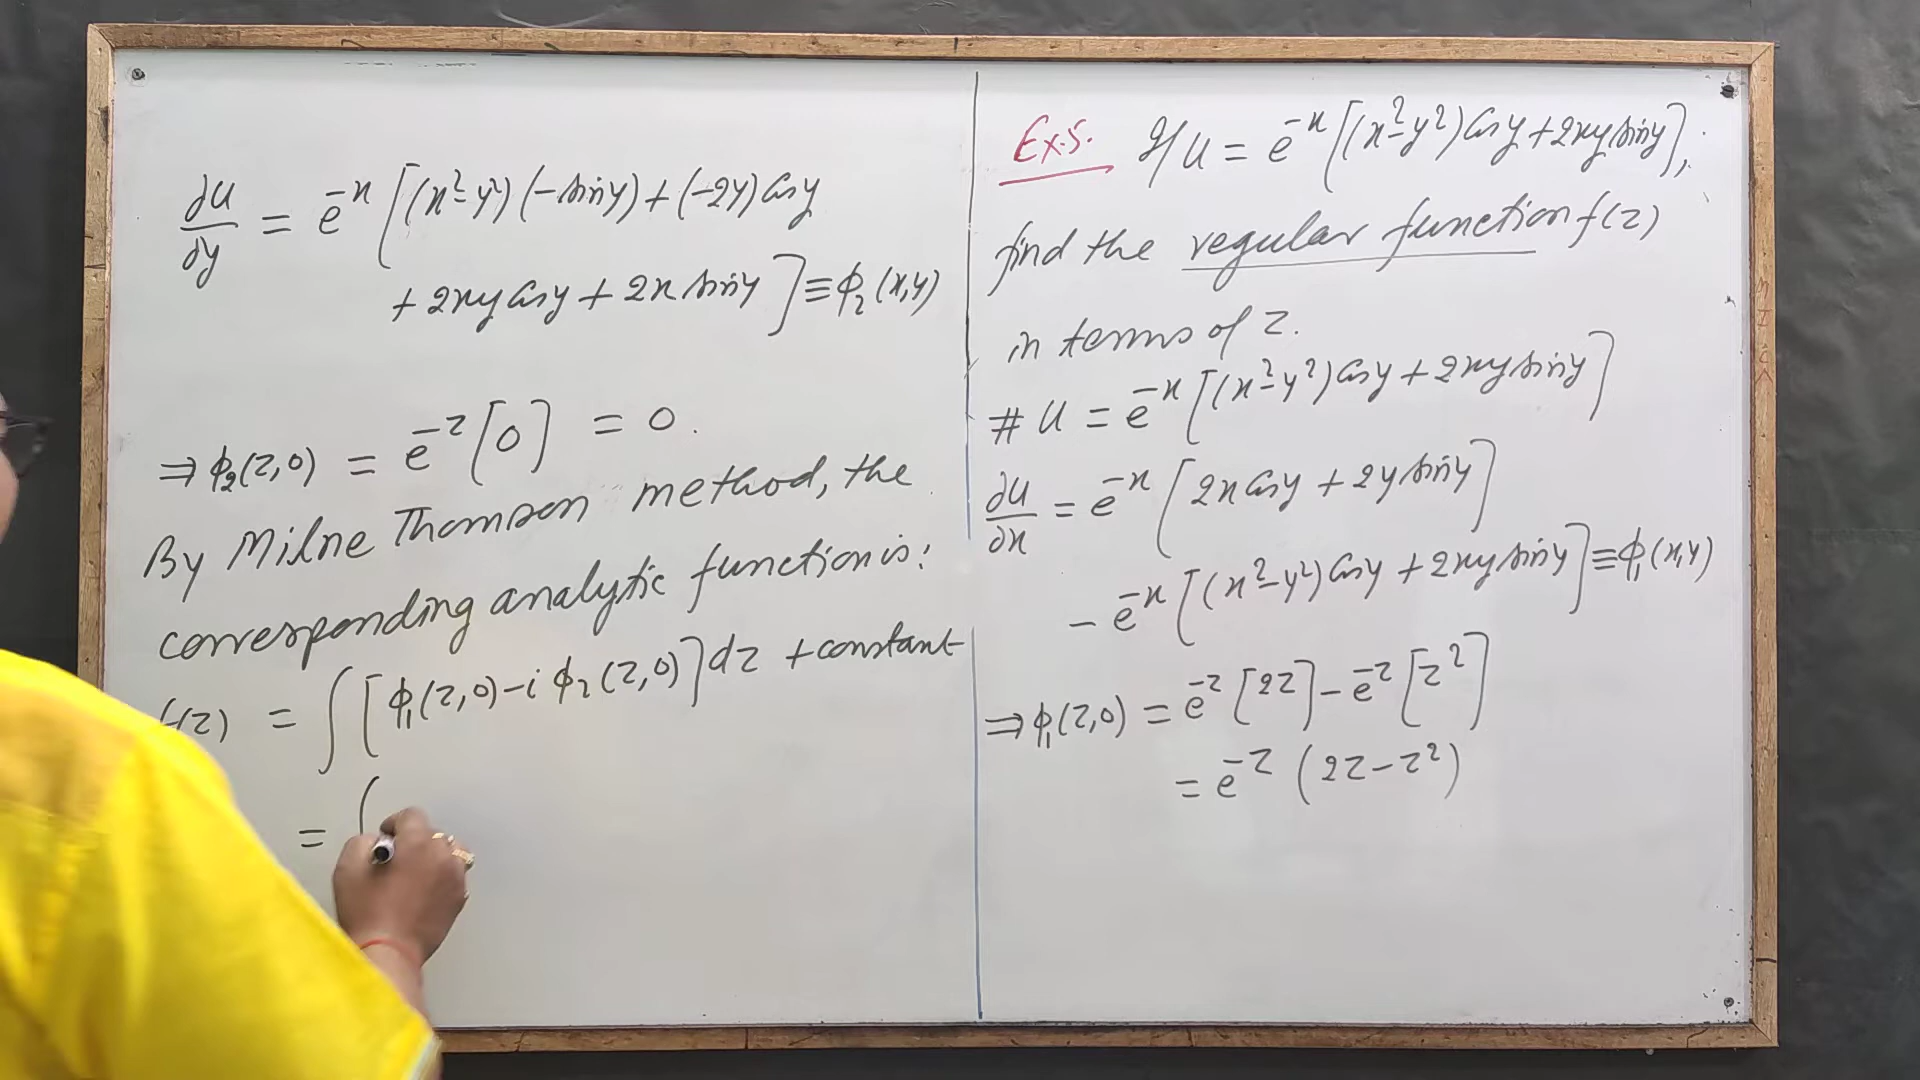 Ex.5. If u = e^{-x} [(x²-y²) cos y + 2xy sin y],
find the regular function f(z)
in terms of z.
# u = e^{-x} [(x²-y²) cos y + 2xy sin y]
∂u/∂x = e^{-x} [2x cos y + 2y sin y]
- e^{-x} [(x²-y²) cos y + 2xy sin y] ≡ φ₁(x,y)
⇒ φ₁(z,0) = e^{-z} [2z] - e^{-z} [z²]
= e^{-z} (2z - z²)
∂u/∂y = e^{-x} [(x²-y²) (-sin y) + (-2y) cos y
+ 2xy cos y + 2x sin y] ≡ φ₂(x,y)
⇒ φ₂(z,0) = e^{-z} [0] = 0.
By Milne Thomson method, the
corresponding analytic function is:
f(z) = ∫ [φ₁(z,0) - i φ₂(z,0)] dz + constant
=